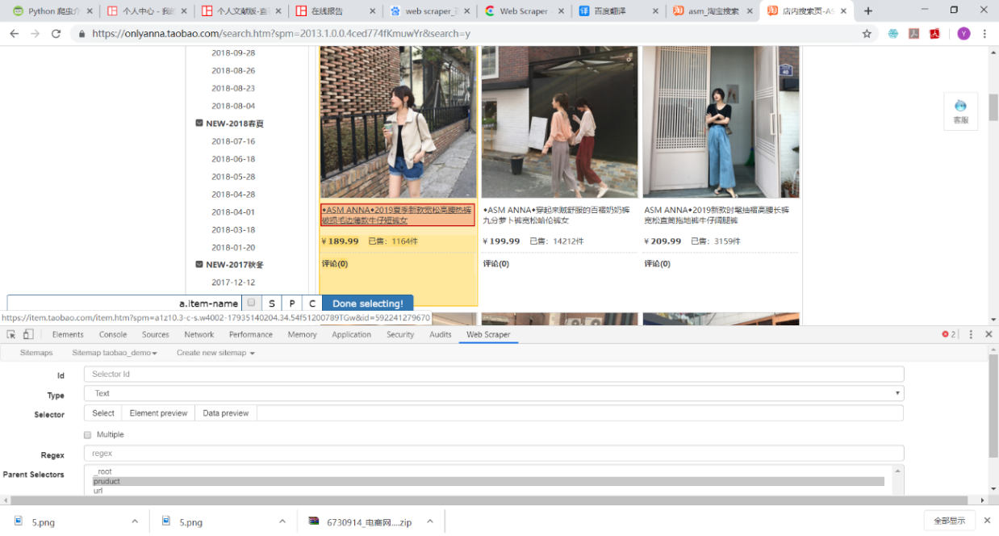 Python 爬虫介
个人中心 - 我的
个人文献版-查
在线报告
web scraper_百
Web Scraper
百度翻译
asm_淘宝搜索
店内搜索页-AS
https://onlyanna.taobao.com/search.htm?spm=2013.1.0.0.4ced774fKmuwYr&search=y
Y
2018-09-28
2018-08-26
2018-08-23
2018-08-04
NEW-2018春夏
2018-07-16
2018-06-18
2018-05-28
2018-04-28
2018-04-01
2018-03-18
2018-01-20
NEW-2017秋冬
2017-12-12
♦ASM ANNA♦2019夏季新款宽松高腰热裤
破损毛边薄款牛仔短裤女
¥ 189.99 已售：1164件
评论(0)
♦ASM ANNA♦穿起来贼舒服的百褶奶奶裤
九分萝卜裤宽松哈伦裤女
¥ 199.99 已售：14212件
评论(0)
40
♦ASM ANNA♦2019新款时髦抽褶高腰长裤
宽松直筒拖地裤牛仔阔腿裤
¥ 209.99 已售：3159件
评论(0)
客服
a.item-name S P C Done selecting!
https://item.taobao.com/item.htm?spm=a1z10.3-c-s.w4002-17935140204.34.54f51200789TGw&id=592241279670
Elements Console Sources Network Performance Memory Application Security Audits Web Scraper 2
Sitemaps Sitemap taobao_demo Create new sitemap
Id Selector Id
Type Text
Selector Select Element preview Data preview
Multiple
Regex regex
Parent Selectors _root
pruduct
url
5.png
5.png
6730914_电商网....zip
全部显示